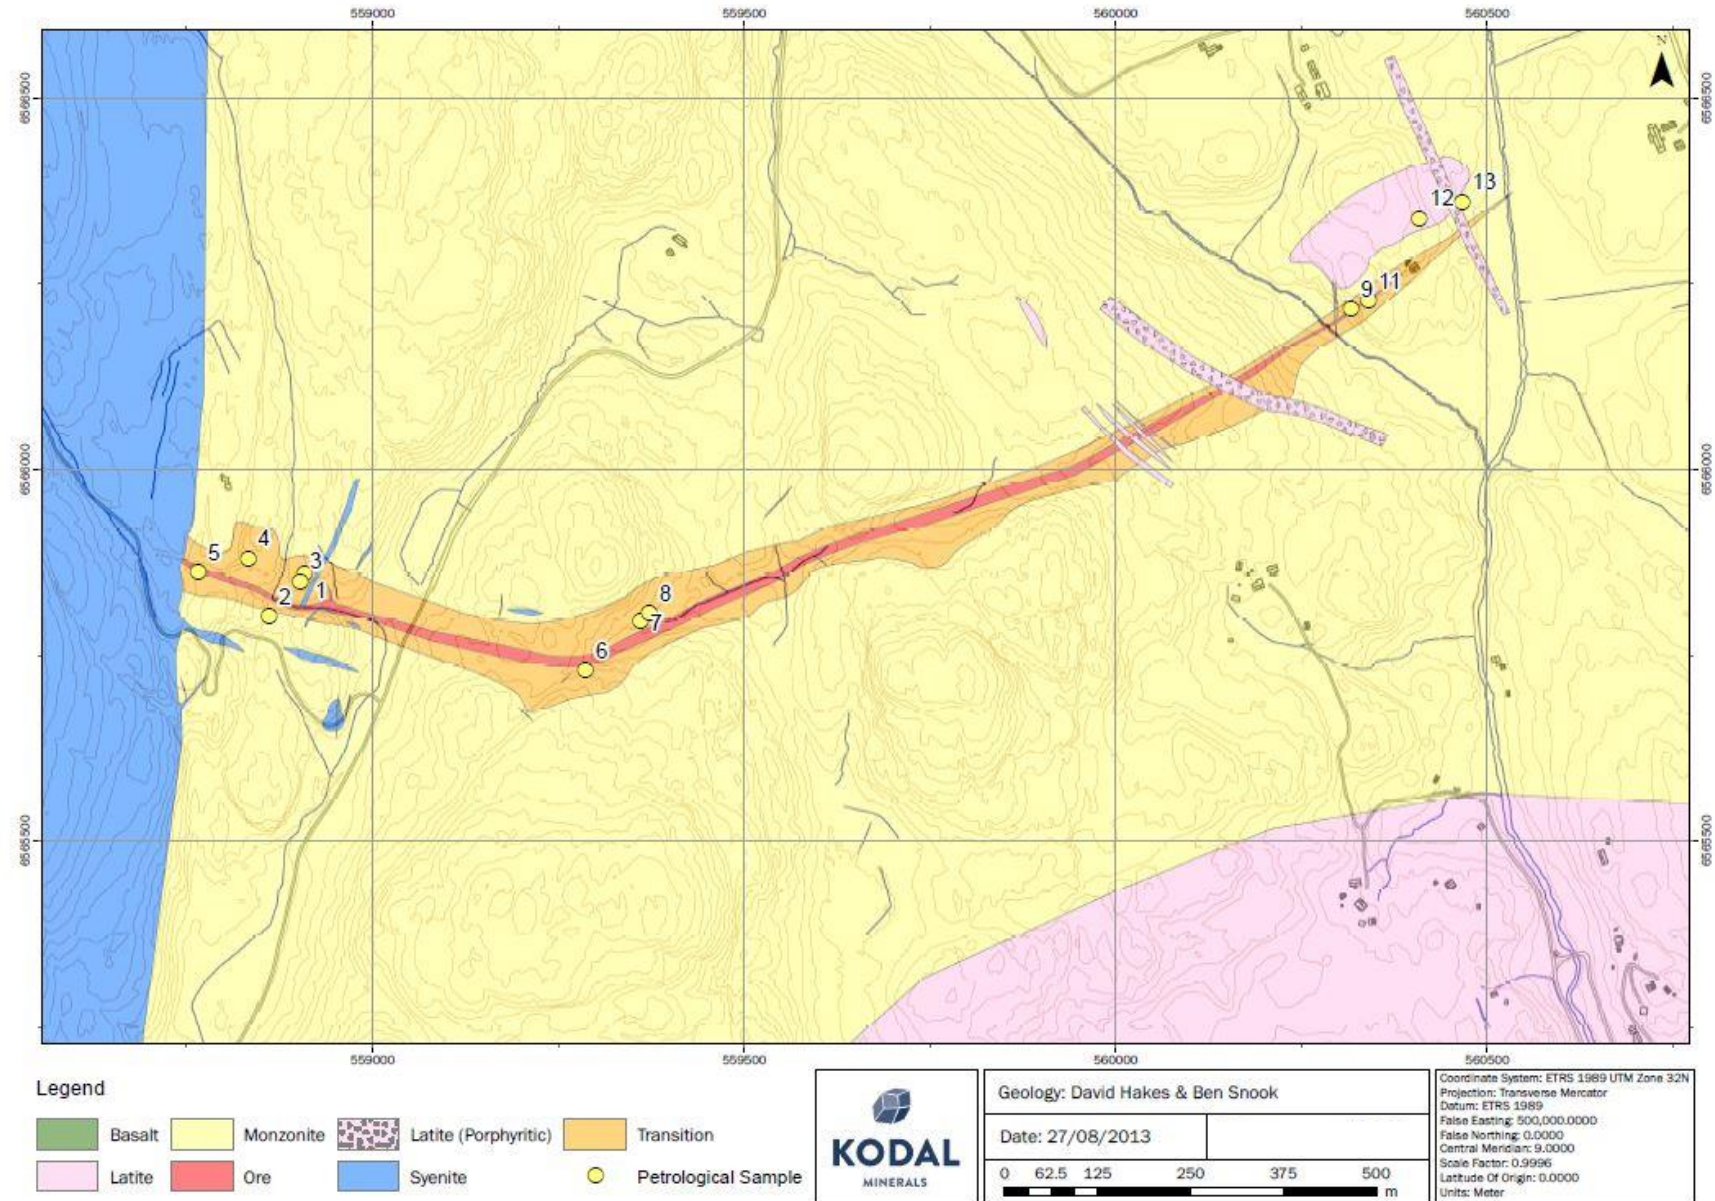 559000
559500
560000
560500
N
6566500
6566500
13
12
11
9
6566000
6566000
4
5
3
1
2
8
7
6
6565500
6565500
559000
559500
560000
560500
Legend
Basalt
Monzonite
Latite (Porphyritic)
Transition
Latite
Ore
Syenite
Petrological Sample
KODAL
MINERALS
Geology: David Hakes & Ben Snook
Date: 27/08/2013
0 62.5 125 250 375 500
m
Coordinate System: ETRS 1989 UTM Zone 32N
Projection: Transverse Mercator
Datum: ETRS 1989
False Easting: 500,000.0000
False Northing: 0.0000
Central Meridian: 9.0000
Scale Factor: 0.9996
Latitude Of Origin: 0.0000
Units: Meter